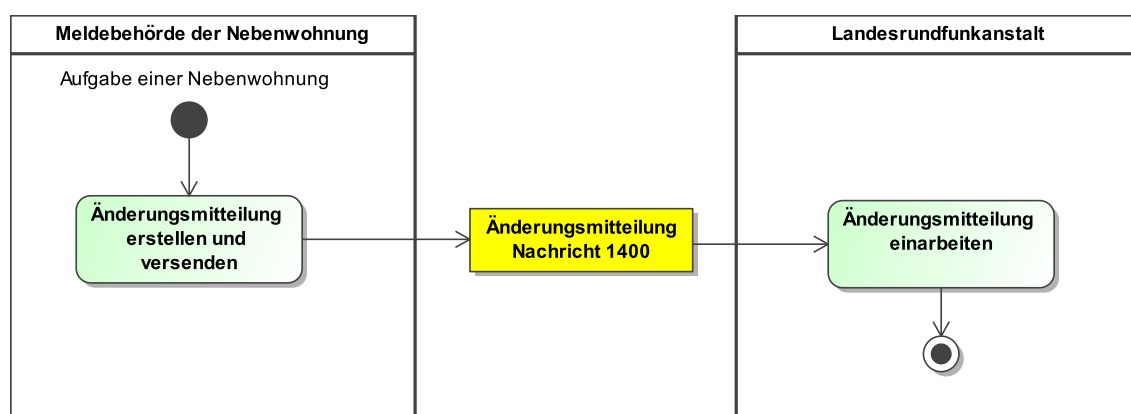 Meldebehörde der Nebenwohnung
Aufgabe einer Nebenwohnung
Änderungsmitteilung
erstellen und
versenden
Änderungsmitteilung
Nachricht 1400
Landesrundfunkanstalt
Änderungsmitteilung
einarbeiten